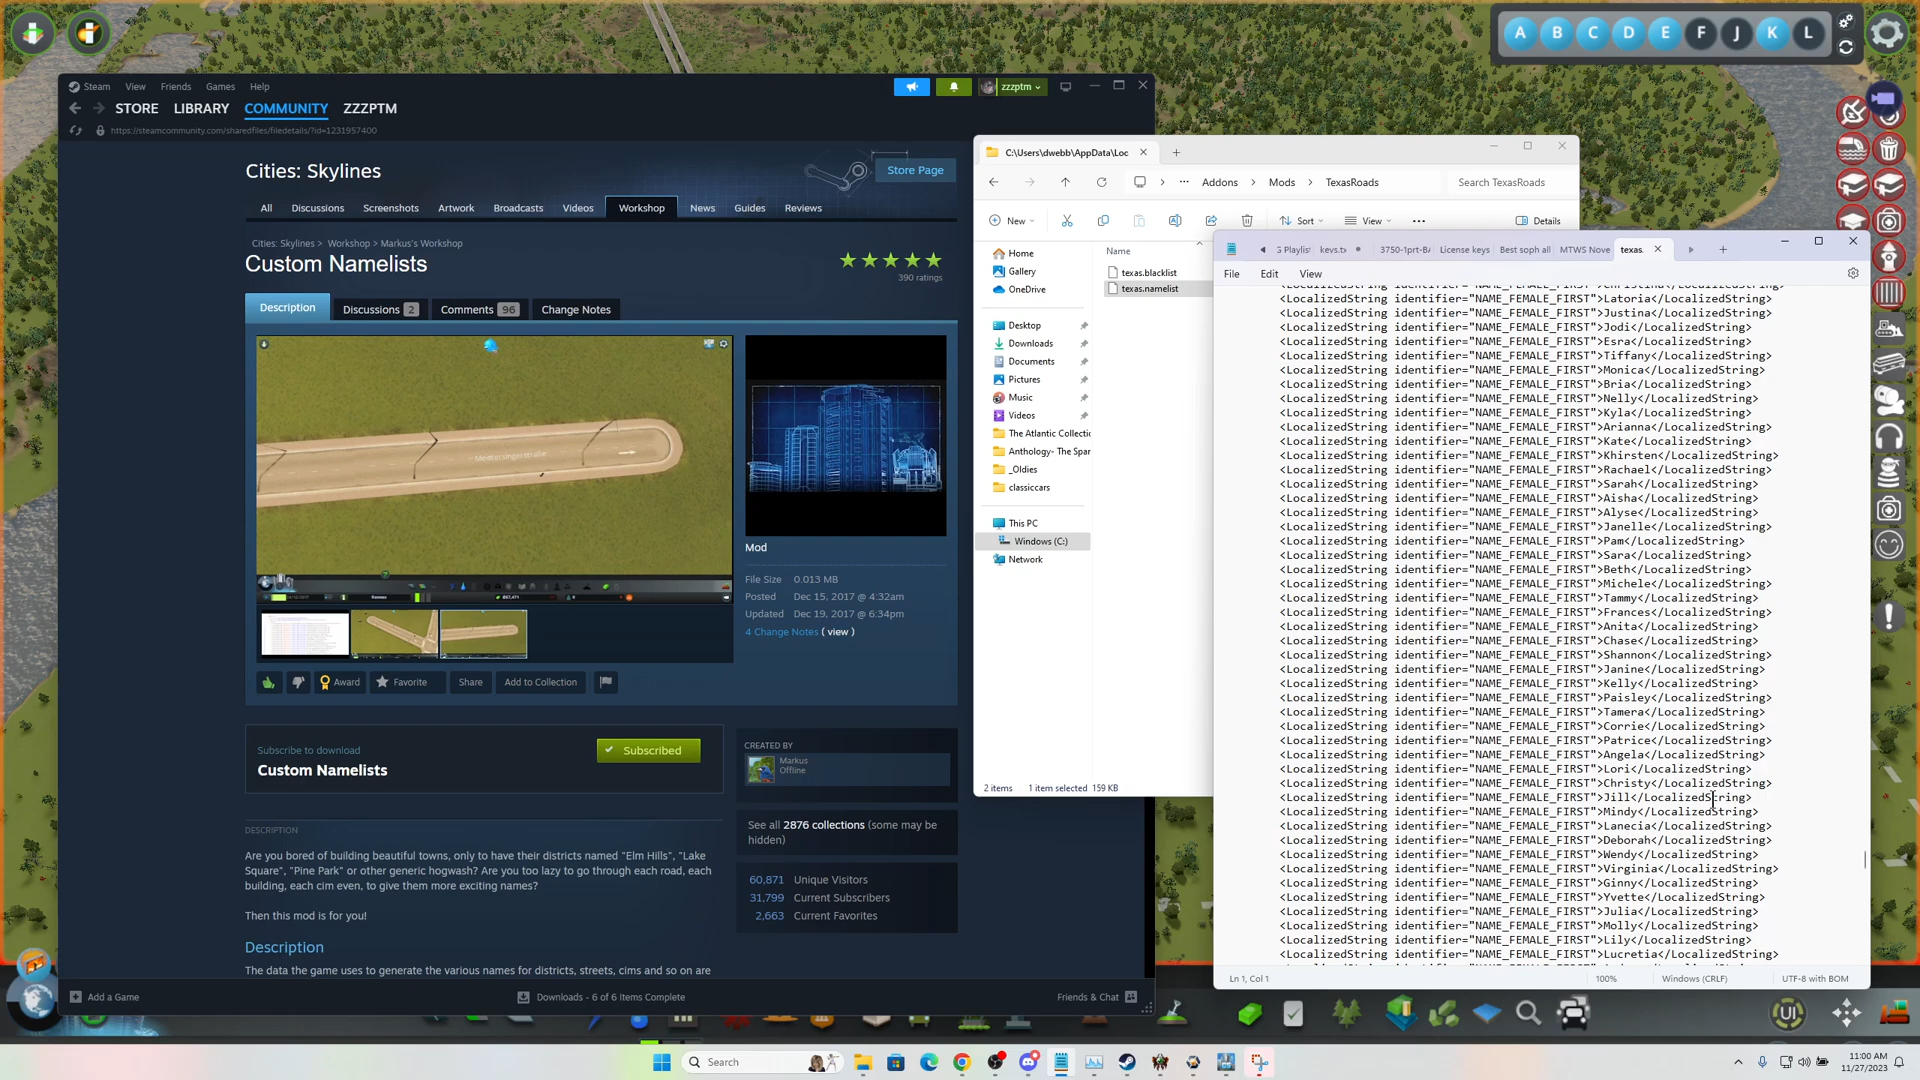 A B C D E F J K L
Steam View Friends Games Help
zzzptm
STORE LIBRARY COMMUNITY ZZZPTM
https://steamcommunity.com/sharedfiles/filedetails/?id=1231957400
Cities: Skylines
Store Page
All Discussions Screenshots Artwork Broadcasts Videos Workshop News Guides Reviews
Cities: Skylines > Workshop > Markus's Workshop
Custom Namelists
390 ratings
Description Discussions 2 Comments 96 Change Notes
Mod
File Size 0.013 MB
Posted Dec 15, 2017 @ 4:32am
Updated Dec 19, 2017 @ 6:34pm
4 Change Notes ( view )
Award Favorite Share Add to Collection
Subscribe to download
Custom Namelists
Subscribed
CREATED BY
Markus
Offline
See all 2876 collections (some may be
hidden)
60,871 Unique Visitors
31,799 Current Subscribers
2,663 Current Favorites
DESCRIPTION
Are you bored of building beautiful towns, only to have their districts named "Elm Hills", "Lake
Square", "Pine Park" or other generic hogwash? Are you too lazy to go through each road, each
building, each cim even, to give them more exciting names?
Then this mod is for you!
Description
The data the game uses to generate the various names for districts, streets, cims and so on are
Add a Game
Downloads - 6 of 6 Items Complete
Friends & Chat
C:\Users\dwebb\AppData\Loc
Addons > Mods > TexasRoads
Search TexasRoads
New Sort View Details
Home
Gallery
OneDrive
Desktop
Downloads
Documents
Pictures
Music
Videos
The Atlantic Collectic
Anthology- The Spar
_Oldies
classiccars
This PC
Windows (C:)
Network
Name
texas.blacklist
texas.namelist
2 items 1 item selected 159 KB
G Playlist kevs.tx 3750-1prt-BA License keys Best soph all MTWS Nove texas.
File Edit View
<LocalizedString identifier="NAME_FEMALE_FIRST">Christina</LocalizedString>
<LocalizedString identifier="NAME_FEMALE_FIRST">Latoria</LocalizedString>
<LocalizedString identifier="NAME_FEMALE_FIRST">Justina</LocalizedString>
<LocalizedString identifier="NAME_FEMALE_FIRST">Jodi</LocalizedString>
<LocalizedString identifier="NAME_FEMALE_FIRST">Esra</LocalizedString>
<LocalizedString identifier="NAME_FEMALE_FIRST">Tiffany</LocalizedString>
<LocalizedString identifier="NAME_FEMALE_FIRST">Monica</LocalizedString>
<LocalizedString identifier="NAME_FEMALE_FIRST">Bria</LocalizedString>
<LocalizedString identifier="NAME_FEMALE_FIRST">Nelly</LocalizedString>
<LocalizedString identifier="NAME_FEMALE_FIRST">Kyla</LocalizedString>
<LocalizedString identifier="NAME_FEMALE_FIRST">Arianna</LocalizedString>
<LocalizedString identifier="NAME_FEMALE_FIRST">Kate</LocalizedString>
<LocalizedString identifier="NAME_FEMALE_FIRST">Khirsten</LocalizedString>
<LocalizedString identifier="NAME_FEMALE_FIRST">Rachael</LocalizedString>
<LocalizedString identifier="NAME_FEMALE_FIRST">Sarah</LocalizedString>
<LocalizedString identifier="NAME_FEMALE_FIRST">Aisha</LocalizedString>
<LocalizedString identifier="NAME_FEMALE_FIRST">Alyse</LocalizedString>
<LocalizedString identifier="NAME_FEMALE_FIRST">Janelle</LocalizedString>
<LocalizedString identifier="NAME_FEMALE_FIRST">Pam</LocalizedString>
<LocalizedString identifier="NAME_FEMALE_FIRST">Sara</LocalizedString>
<LocalizedString identifier="NAME_FEMALE_FIRST">Beth</LocalizedString>
<LocalizedString identifier="NAME_FEMALE_FIRST">Michele</LocalizedString>
<LocalizedString identifier="NAME_FEMALE_FIRST">Tammy</LocalizedString>
<LocalizedString identifier="NAME_FEMALE_FIRST">Frances</LocalizedString>
<LocalizedString identifier="NAME_FEMALE_FIRST">Anita</LocalizedString>
<LocalizedString identifier="NAME_FEMALE_FIRST">Chase</LocalizedString>
<LocalizedString identifier="NAME_FEMALE_FIRST">Shannon</LocalizedString>
<LocalizedString identifier="NAME_FEMALE_FIRST">Janine</LocalizedString>
<LocalizedString identifier="NAME_FEMALE_FIRST">Kelly</LocalizedString>
<LocalizedString identifier="NAME_FEMALE_FIRST">Paisley</LocalizedString>
<LocalizedString identifier="NAME_FEMALE_FIRST">Tamera</LocalizedString>
<LocalizedString identifier="NAME_FEMALE_FIRST">Corrie</LocalizedString>
<LocalizedString identifier="NAME_FEMALE_FIRST">Patrice</LocalizedString>
<LocalizedString identifier="NAME_FEMALE_FIRST">Angela</LocalizedString>
<LocalizedString identifier="NAME_FEMALE_FIRST">Lori</LocalizedString>
<LocalizedString identifier="NAME_FEMALE_FIRST">Christy</LocalizedString>
<LocalizedString identifier="NAME_FEMALE_FIRST">Jill</LocalizedString>
<LocalizedString identifier="NAME_FEMALE_FIRST">Mindy</LocalizedString>
<LocalizedString identifier="NAME_FEMALE_FIRST">Lanecia</LocalizedString>
<LocalizedString identifier="NAME_FEMALE_FIRST">Deborah</LocalizedString>
<LocalizedString identifier="NAME_FEMALE_FIRST">Wendy</LocalizedString>
<LocalizedString identifier="NAME_FEMALE_FIRST">Virginia</LocalizedString>
<LocalizedString identifier="NAME_FEMALE_FIRST">Ginny</LocalizedString>
<LocalizedString identifier="NAME_FEMALE_FIRST">Yvette</LocalizedString>
<LocalizedString identifier="NAME_FEMALE_FIRST">Julia</LocalizedString>
<LocalizedString identifier="NAME_FEMALE_FIRST">Molly</LocalizedString>
<LocalizedString identifier="NAME_FEMALE_FIRST">Lily</LocalizedString>
<LocalizedString identifier="NAME_FEMALE_FIRST">Lucretia</LocalizedString>
Ln 1, Col 1 100% Windows (CRLF) UTF-8 with BOM
UI
Search
11:00 AM
11/27/2023